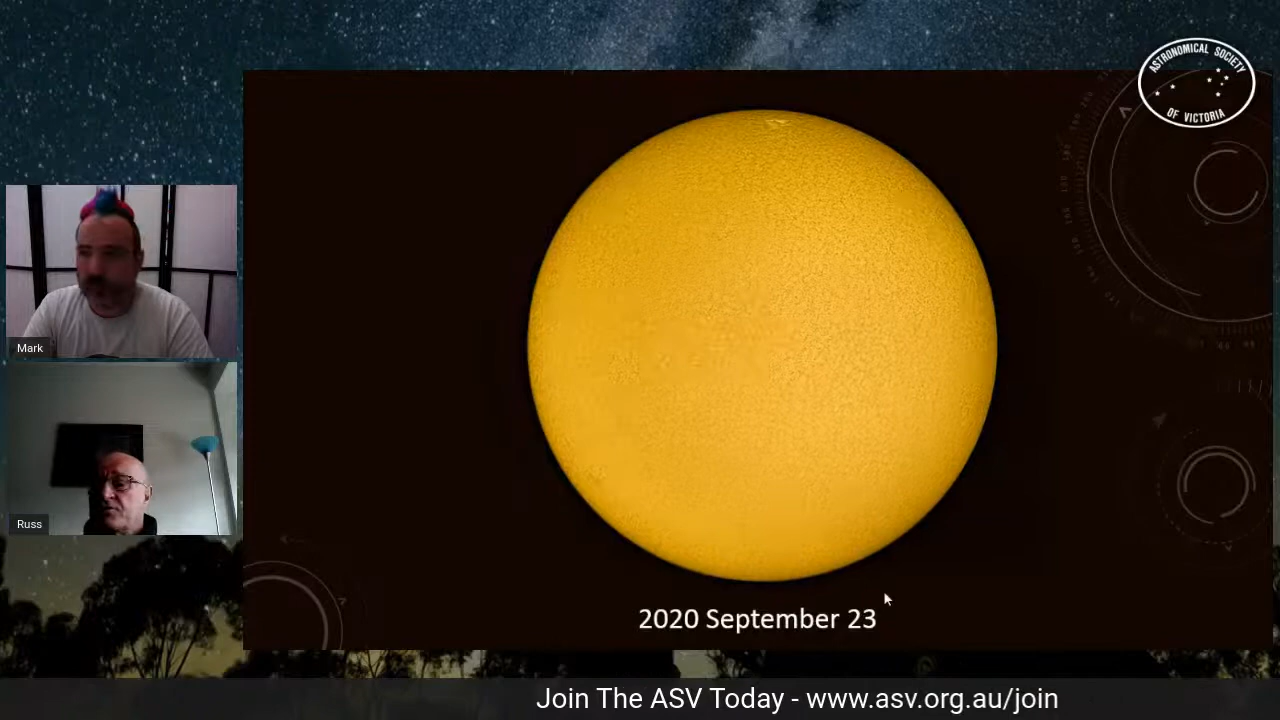 ASTRONOMICAL SOCIETY
OF VICTORIA
Mark
Russ
2020 September 23
Join The ASV Today - www.asv.org.au/join